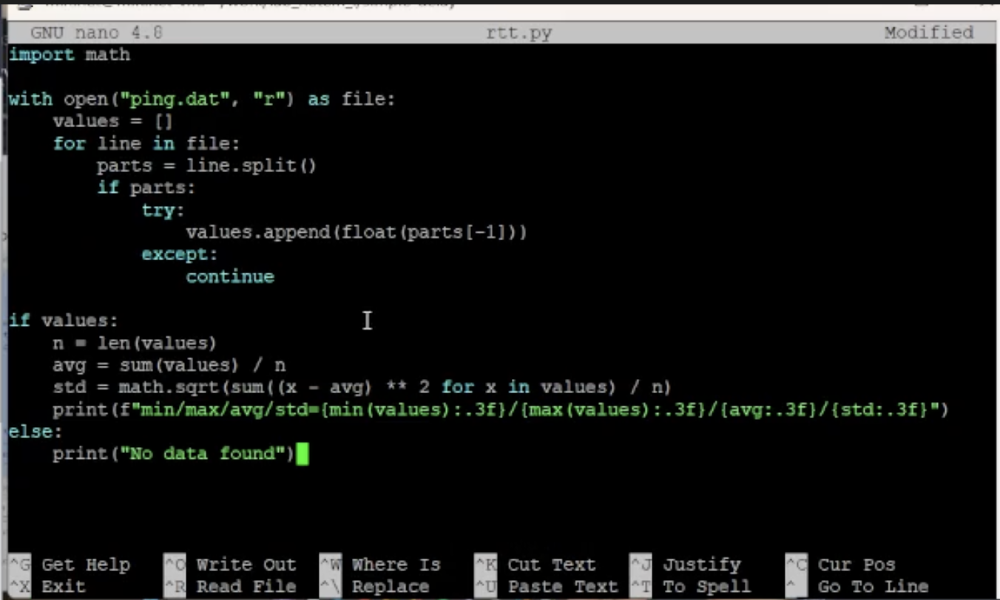 GNU nano 4.8 rtt.py Modified
import math
with open("ping.dat", "r") as file:
    values = []
    for line in file:
        parts = line.split()
        if parts:
            try:
                values.append(float(parts[-1]))
            except:
                continue
if values:
    n = len(values)
    avg = sum(values) / n
    std = math.sqrt(sum((x - avg) ** 2 for x in values) / n)
    print(f"min/max/avg/std={min(values):.3f}/{max(values):.3f}/{avg:.3f}/{std:.3f}")
else:
    print("No data found")
^G Get Help ^O Write Out ^W Where Is ^K Cut Text ^J Justify ^C Cur Pos
^X Exit ^R Read File ^\ Replace ^U Paste Text ^T To Spell ^ Go To Line